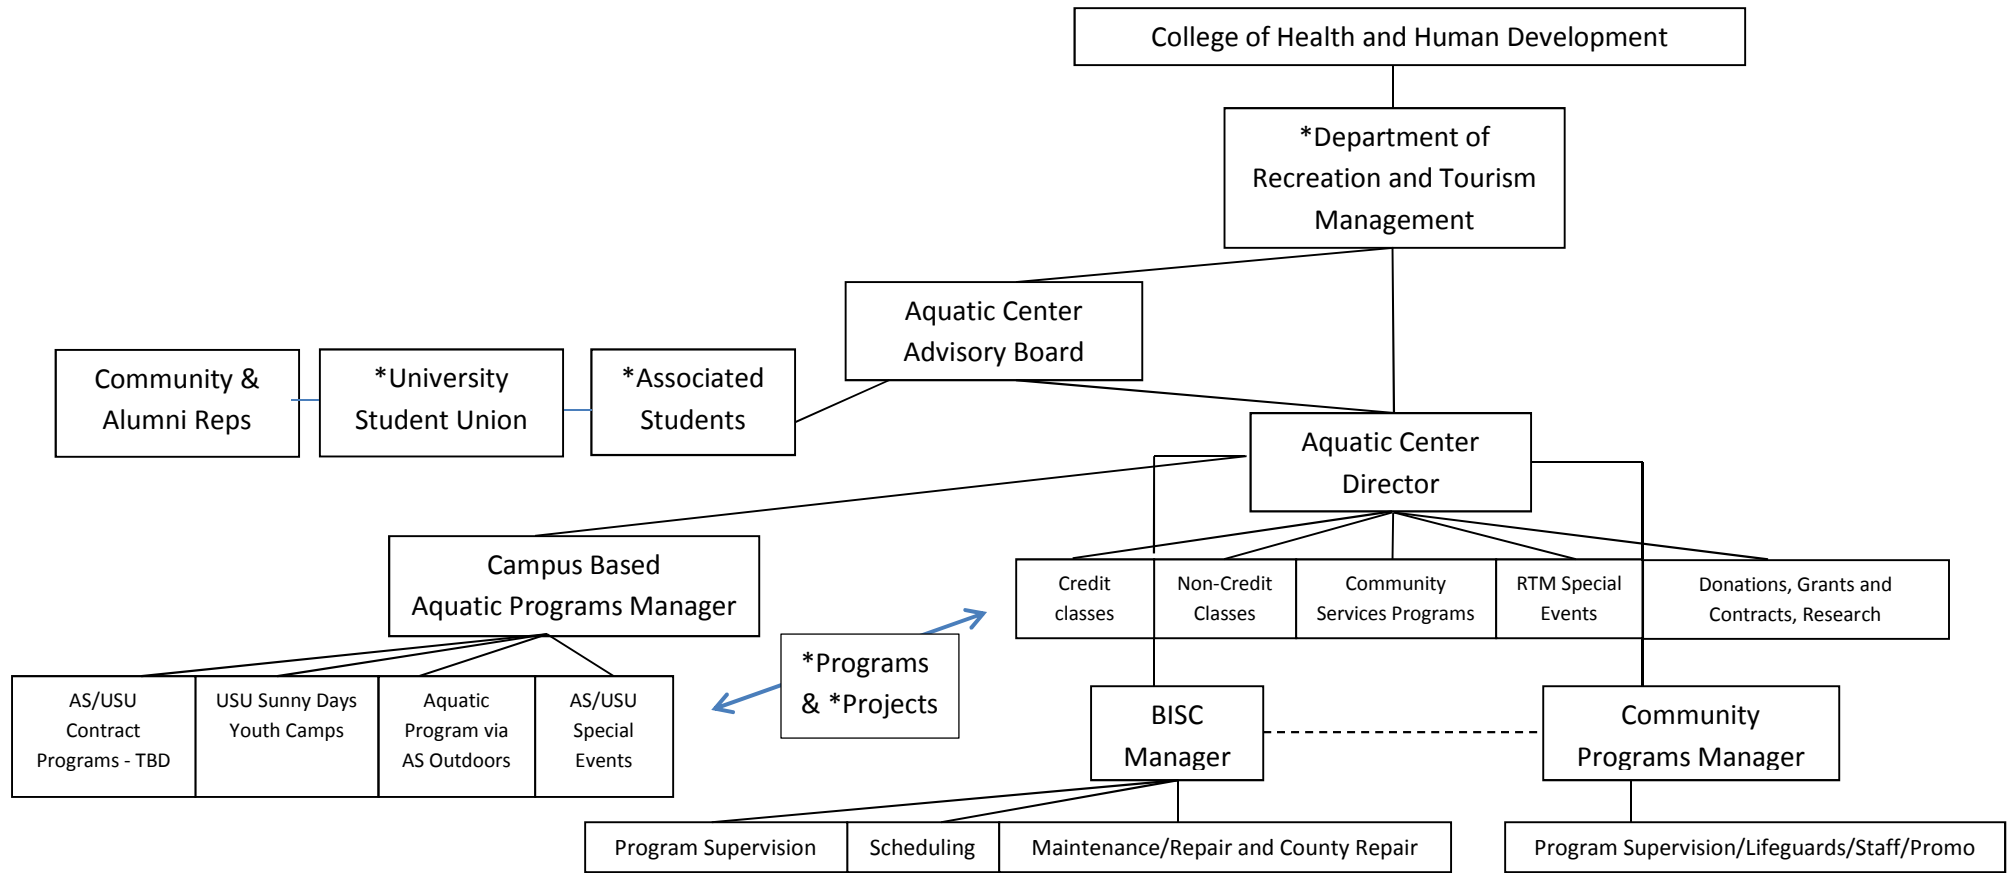 College of Health and Human Development
*Department of
Recreation and Tourism
Management
Aquatic Center
Advisory Board
Community &
Alumni Reps
*University
Student Union
*Associated
Students
Aquatic Center
Director
Campus Based
Aquatic Programs Manager
Credit
classes
Non-Credit
Classes
Community
Services Programs
RTM Special
Events
Donations, Grants and
Contracts, Research
*Programs
& *Projects
AS/USU
Contract
Programs - TBD
USU Sunny Days
Youth Camps
Aquatic
Program via
AS Outdoors
AS/USU
Special
Events
BISC
Manager
Community
Programs Manager
Program Supervision
Scheduling
Maintenance/Repair and County Repair
Program Supervision/Lifeguards/Staff/Promo